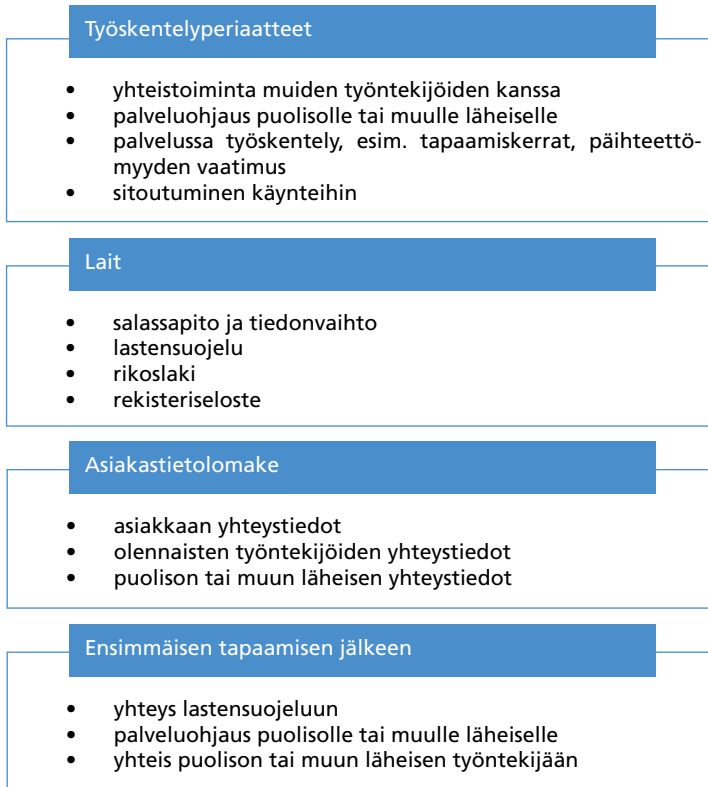 Työskentelyperiaatteet
• yhteistoiminta muiden työntekijöiden kanssa
• palveluohjaus puolisolle tai muulle läheiselle
• palvelussa työskentely, esim. tapaamiskerrat, päihteettö-
myyden vaatimus
• sitoutuminen käynteihin
Lait
• salassapito ja tiedonvaihto
• lastensuojelu
• rikoslaki
• rekisteriseloste
Asiakastietolomake
• asiakkaan yhteystiedot
• olennaisten työntekijöiden yhteystiedot
• puolison tai muun läheisen yhteystiedot
Ensimmäisen tapaamisen jälkeen
• yhteys lastensuojeluun
• palveluohjaus puolisolle tai muulle läheiselle
• yhteis puolison tai muun läheisen työntekijään